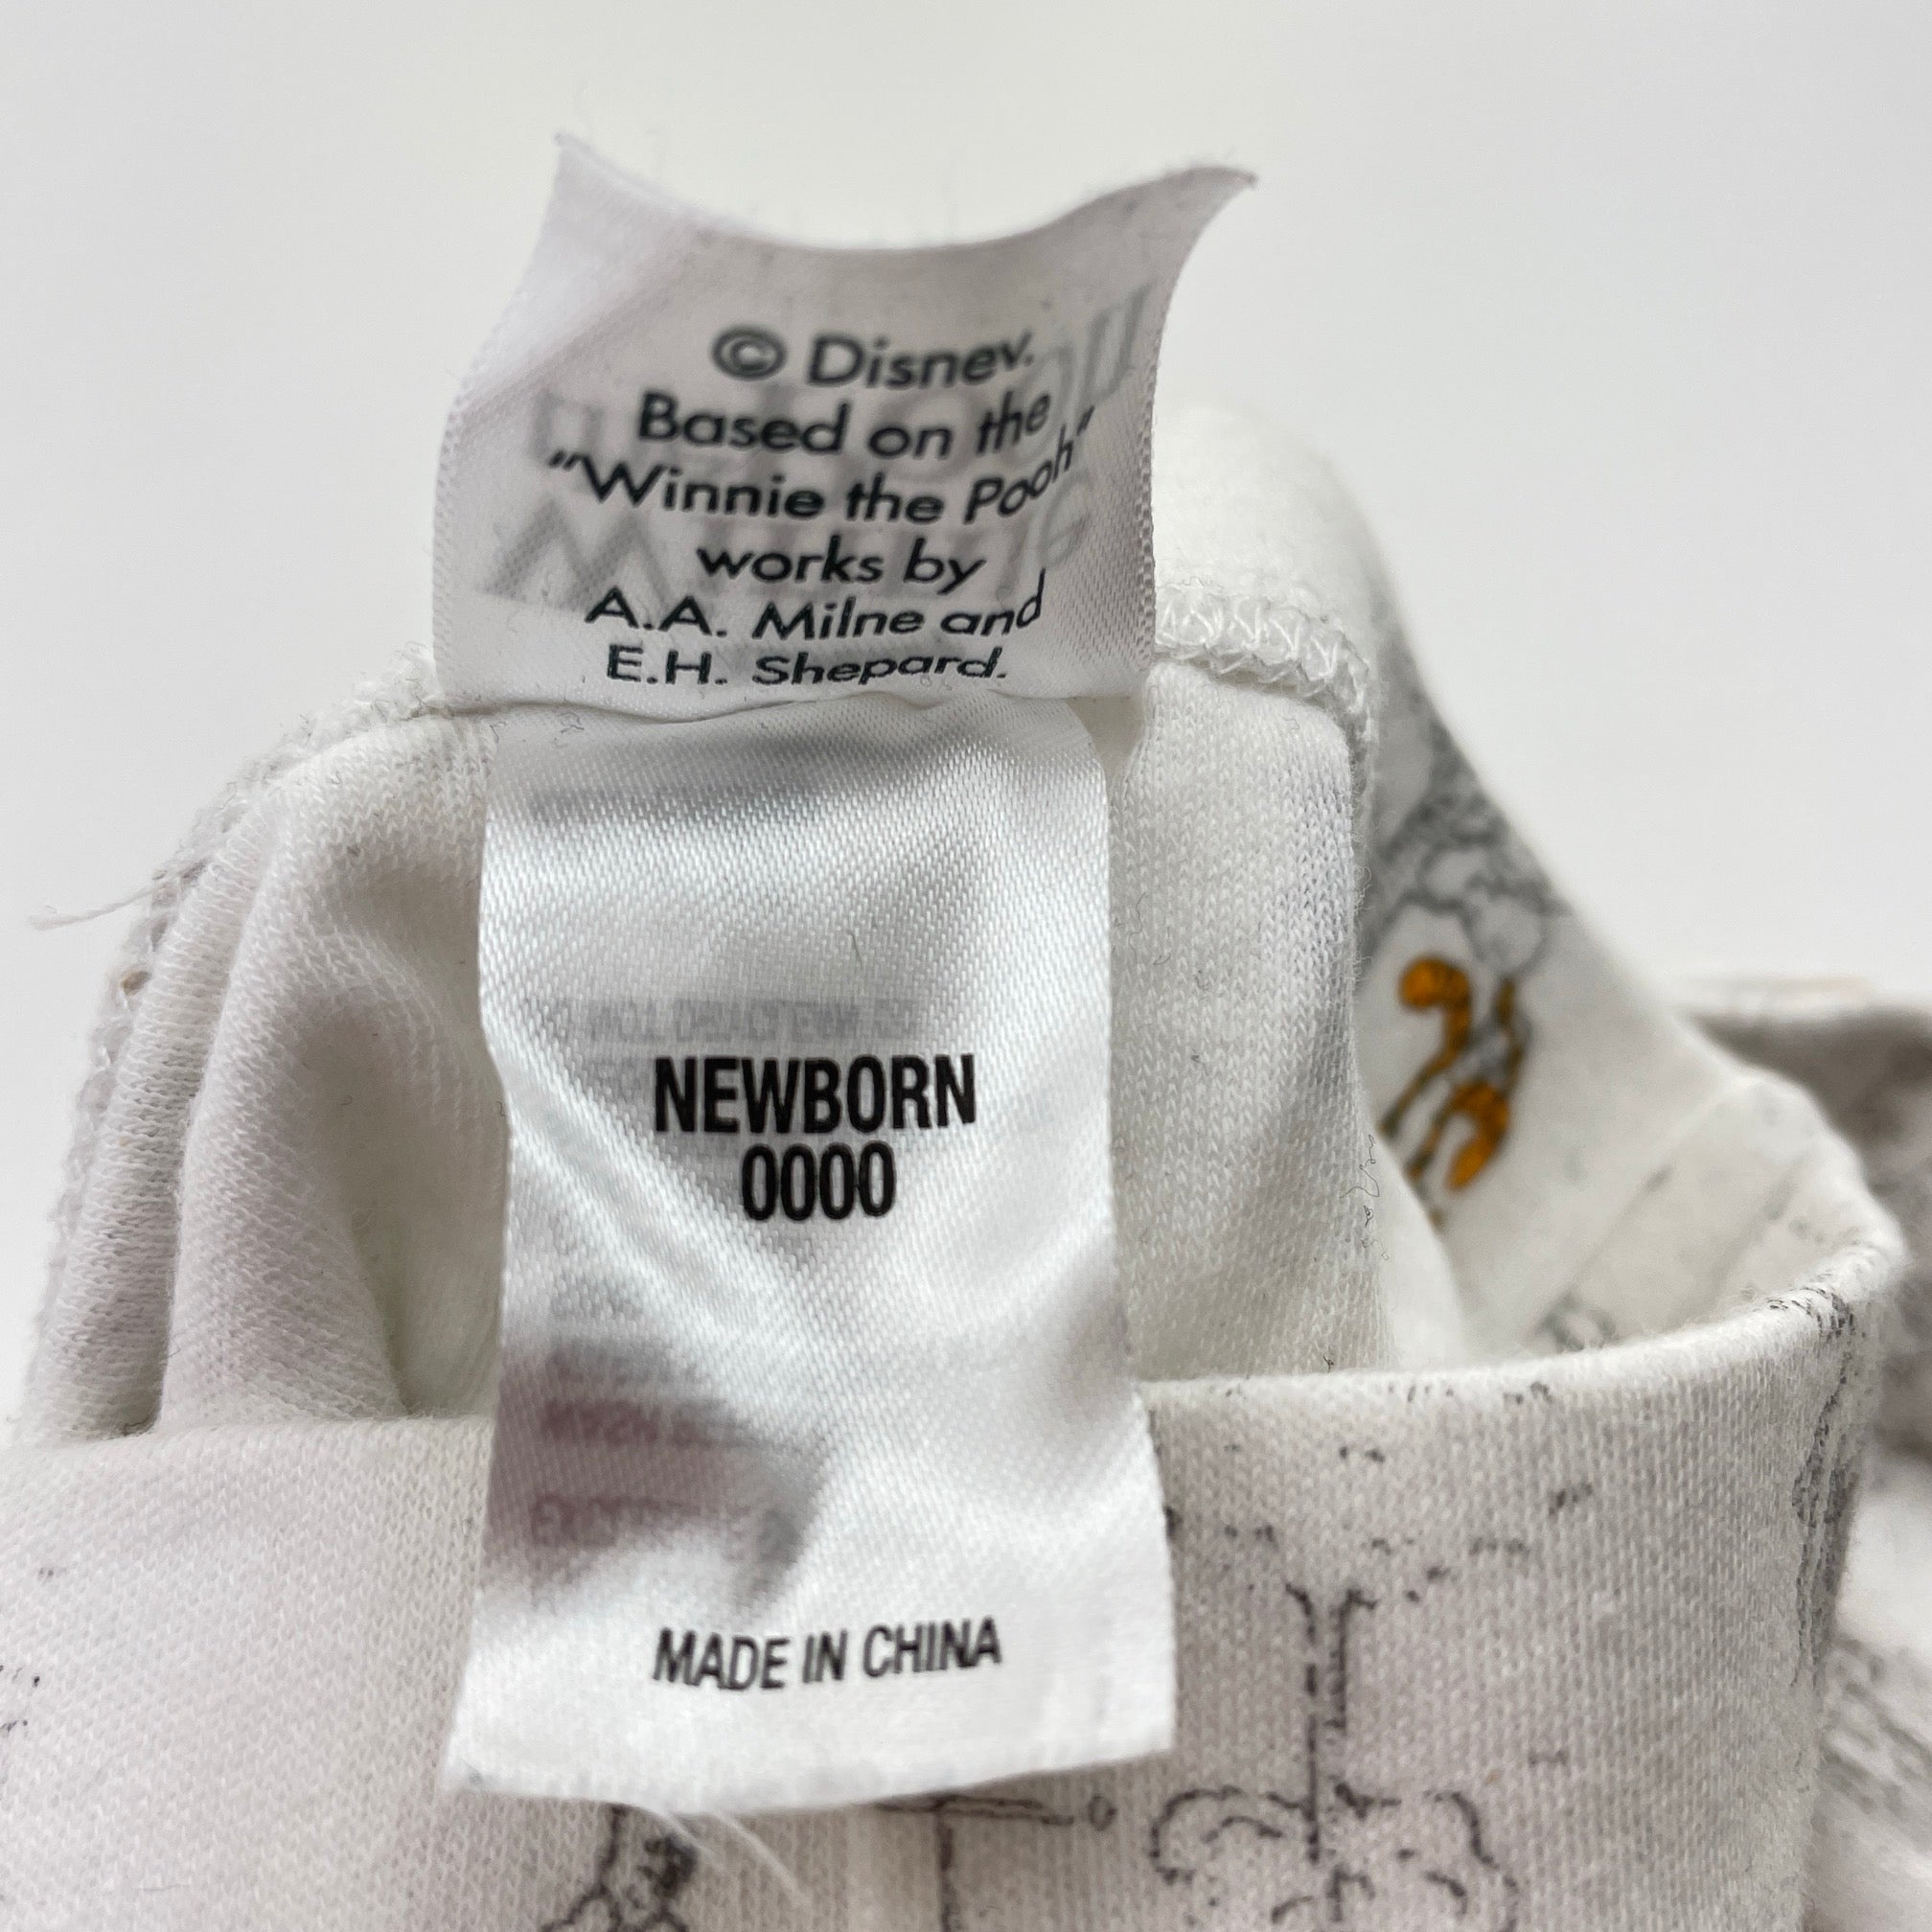 © Disney.
Based on the
"Winnie the Pooh"
works by
A.A. Milne and
E.H. Shepard.
NEWBORN
0000
MADE IN CHINA